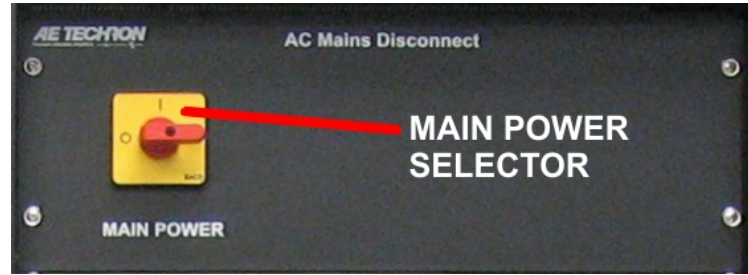 AE TECHRON
AC Mains Disconnect
I
O
MAIN POWER
SELECTOR
MAIN POWER